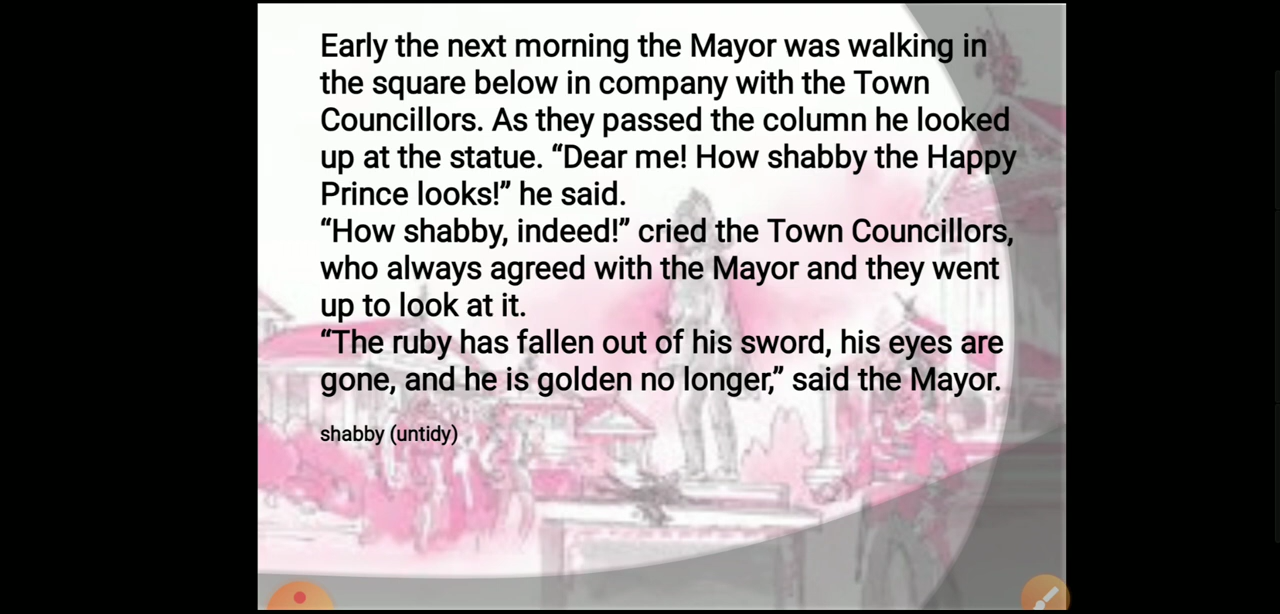 Early the next morning the Mayor was walking in
the square below in company with the Town
Councillors. As they passed the column he looked
up at the statue. “Dear me! How shabby the Happy
Prince looks!” he said.
“How shabby, indeed!” cried the Town Councillors,
who always agreed with the Mayor and they went
up to look at it.
“The ruby has fallen out of his sword, his eyes are
gone, and he is golden no longer,” said the Mayor.
shabby (untidy)